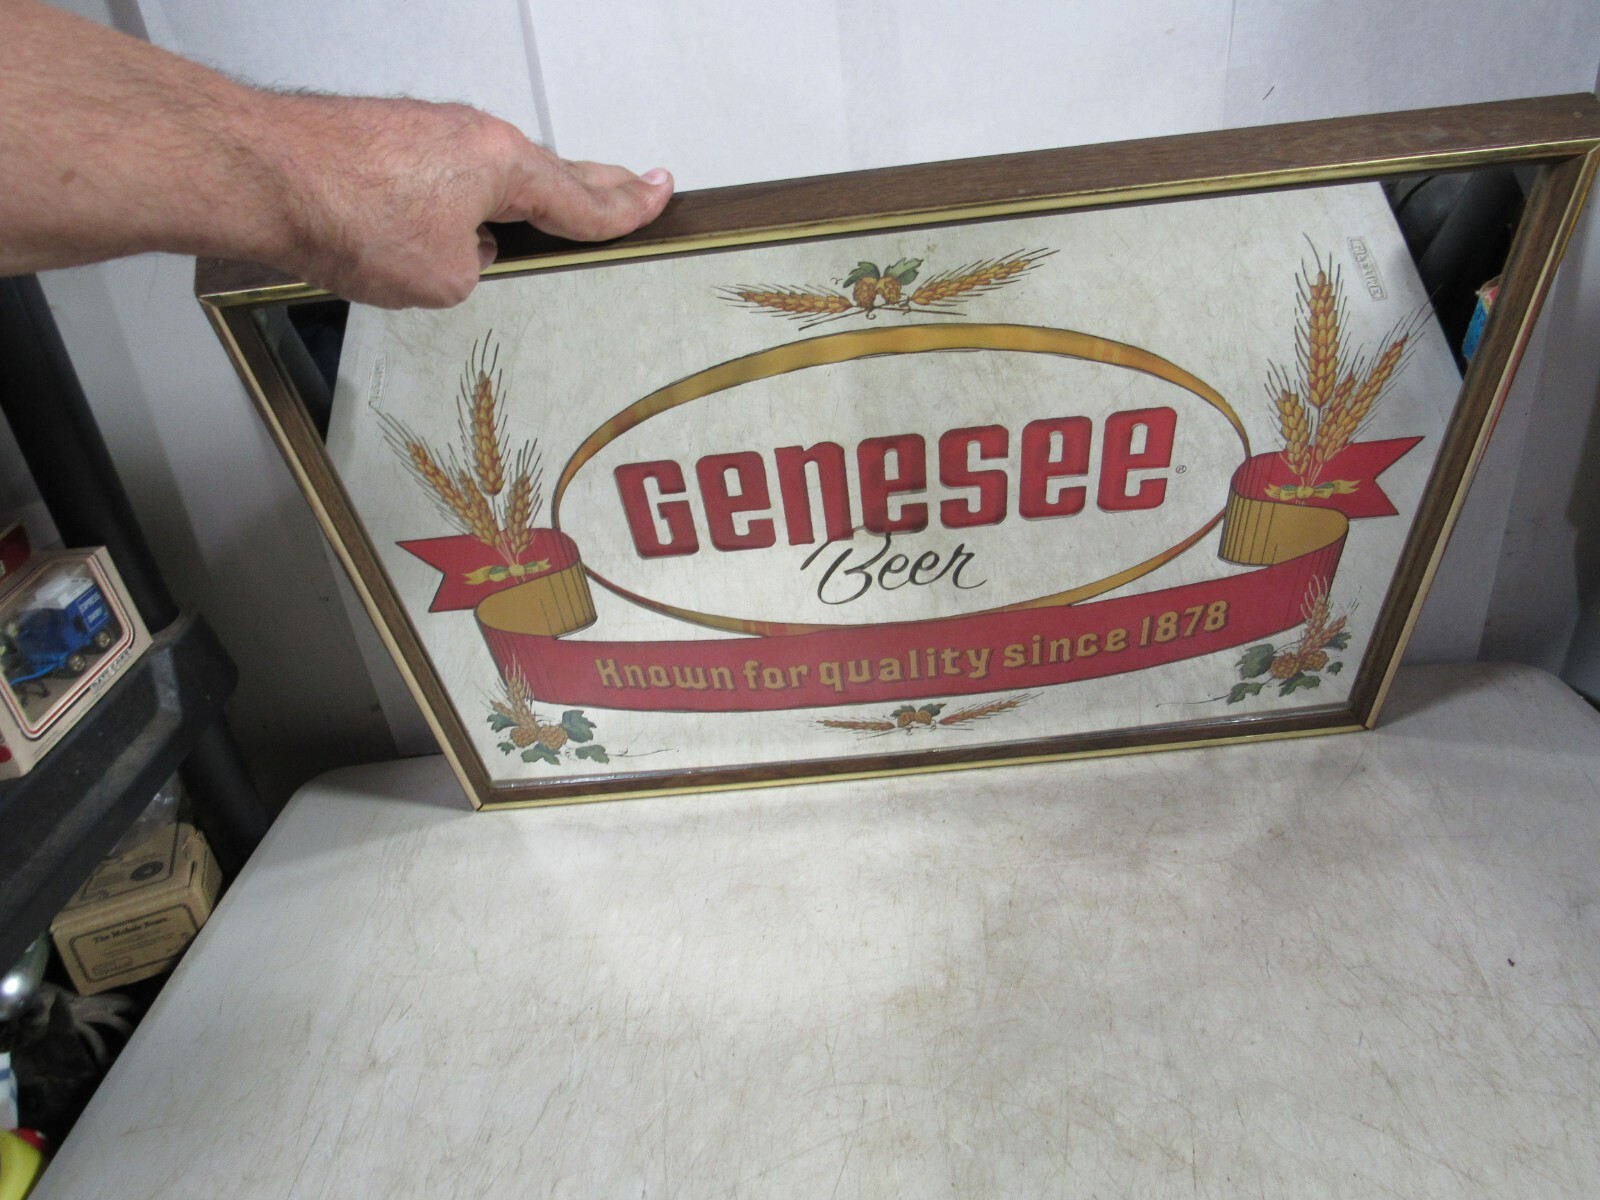 Genesee ®
Beer
Known for quality since 1878